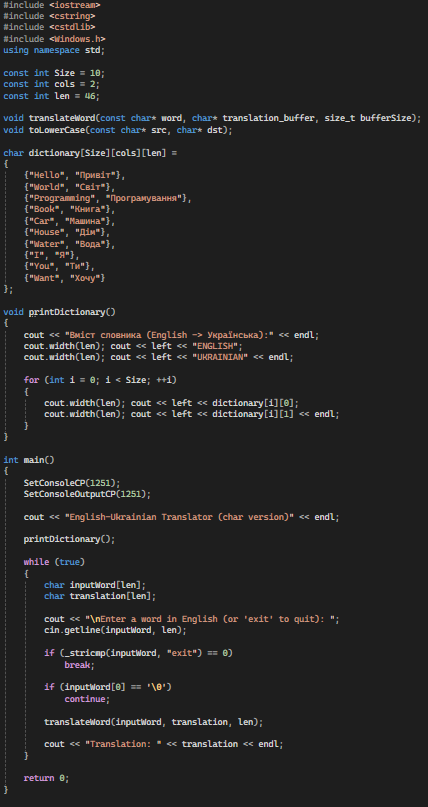 #include <iostream>
#include <cstring>
#include <cstdlib>
#include <Windows.h>
using namespace std;

const int Size = 10;
const int cols = 2;
const int len = 46;

void translateWord(const char* word, char* translation_buffer, size_t bufferSize);
void toLowerCase(const char* src, char* dst);

char dictionary[Size][cols][len] =
{
    {"Hello", "Привіт"},
    {"World", "Світ"},
    {"Programming", "Програмування"},
    {"Book", "Книга"},
    {"Car", "Машина"},
    {"House", "Дім"},
    {"Water", "Вода"},
    {"I", "Я"},
    {"You", "Ти"},
    {"Want", "Хочу"}
};

void printDictionary()
{
    cout << "Вміст словника (English -> Українська):" << endl;
    cout.width(len); cout << left << "ENGLISH";
    cout.width(len); cout << left << "UKRAINIAN" << endl;

    for (int i = 0; i < Size; ++i)
    {
        cout.width(len); cout << left << dictionary[i][0];
        cout.width(len); cout << left << dictionary[i][1] << endl;
    }
}

int main()
{
    SetConsoleCP(1251);
    SetConsoleOutputCP(1251);

    cout << "English-Ukrainian Translator (char version)" << endl;

    printDictionary();

    while (true)
    {
        char inputWord[len];
        char translation[len];

        cout << "\nEnter a word in English (or 'exit' to quit): ";
        cin.getline(inputWord, len);

        if (_stricmp(inputWord, "exit") == 0)
            break;

        if (inputWord[0] == '\0')
            continue;

        translateWord(inputWord, translation, len);

        cout << "Translation: " << translation << endl;
    }

    return 0;
}